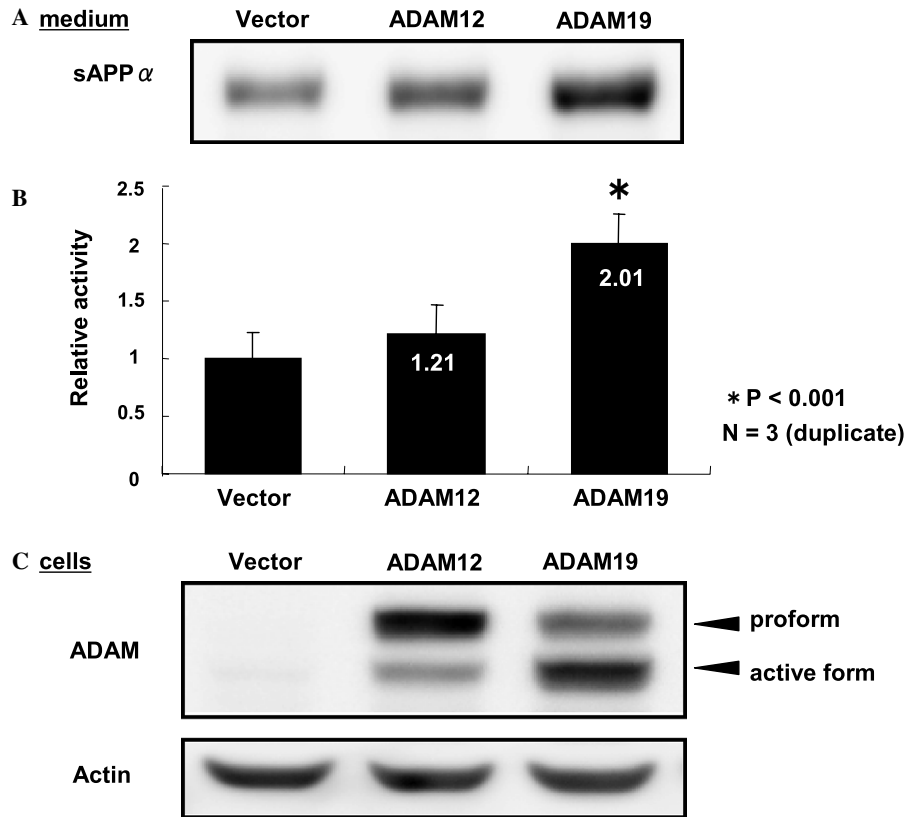 A medium Vector ADAM12 ADAM19
sAPP α
B
2.5
2
1.5
1
0.5
0
Relative activity
*
2.01
1.21
* P < 0.001
N = 3 (duplicate)
Vector ADAM12 ADAM19
C cells Vector ADAM12 ADAM19
proform
ADAM
active form
Actin